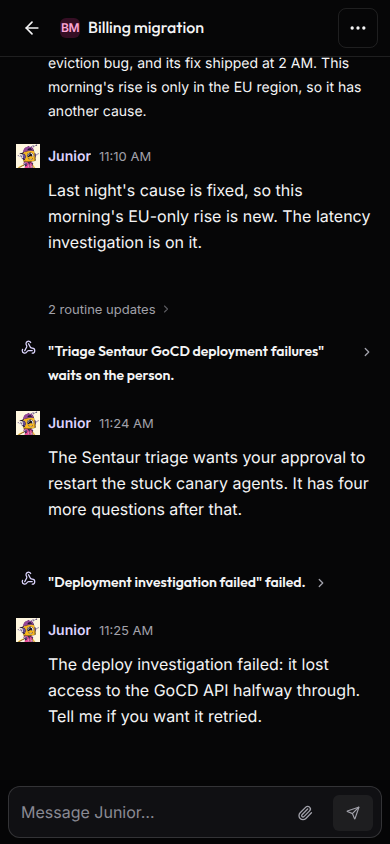 BM Billing migration
eviction bug, and its fix shipped at 2 AM. This
morning's rise is only in the EU region, so it has
another cause.
Junior 11:10 AM
Last night's cause is fixed, so this
morning's EU-only rise is new. The latency
investigation is on it.
2 routine updates
"Triage Sentaur GoCD deployment failures"
waits on the person.
Junior 11:24 AM
The Sentaur triage wants your approval to
restart the stuck canary agents. It has four
more questions after that.
"Deployment investigation failed" failed.
Junior 11:25 AM
The deploy investigation failed: it lost
access to the GoCD API halfway through.
Tell me if you want it retried.
Message Junior...